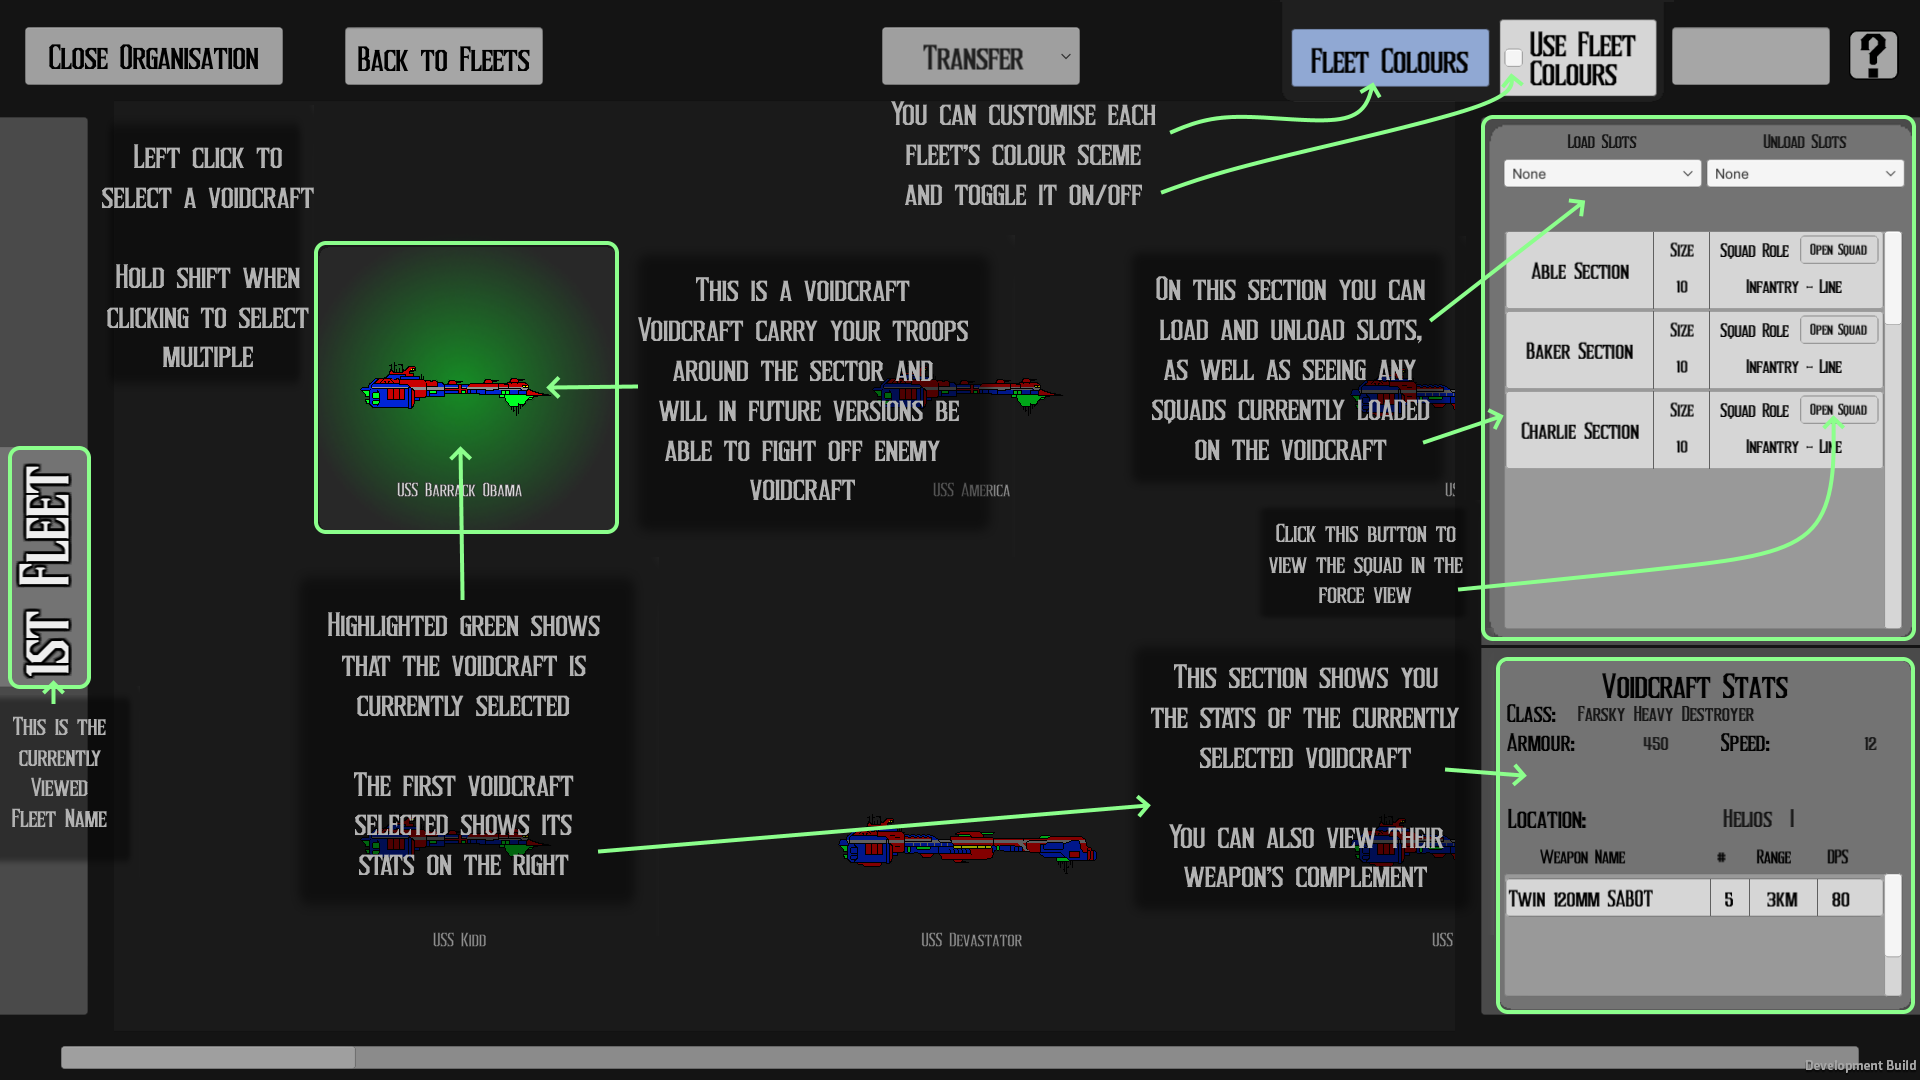 Close Organisation
Back to Fleets
Transfer
Fleet Colours
Use Fleet
Colours
?
You can customise each
fleet's colour sceme
and toggle it on/off
Left click to
select a voidcraft
Hold shift when
clicking to select
multiple
This is a voidcraft
Voidcraft carry your troops
around the sector and
will in future versions be
able to fight off enemy
voidcraft
On this section you can
load and unload slots,
as well as seeing any
squads currently loaded
on the voidcraft
Load Slots
Unload Slots
None
None
Able Section
Size
10
Squad Role
Open Squad
Infantry - Line
Baker Section
Size
10
Squad Role
Open Squad
Infantry - Line
Charlie Section
Size
10
Squad Role
Open Squad
Infantry - Line
USS Barrack Obama
USS America
Click this button to
view the squad in the
force view
1st Fleet
This is the
currently
Viewed
Fleet Name
Highlighted green shows
that the voidcraft is
currently selected
The first voidcraft
selected shows its
stats on the right
This section shows you
the stats of the currently
selected voidcraft
You can also view their
weapon's complement
Voidcraft Stats
Class: Farsky Heavy Destroyer
Armour: 450 Speed: 12
Location: Helios I
Weapon Name # Range DPS
Twin 120mm SABOT 5 3KM 80
USS Kidd
USS Devastator
USS
Development Build